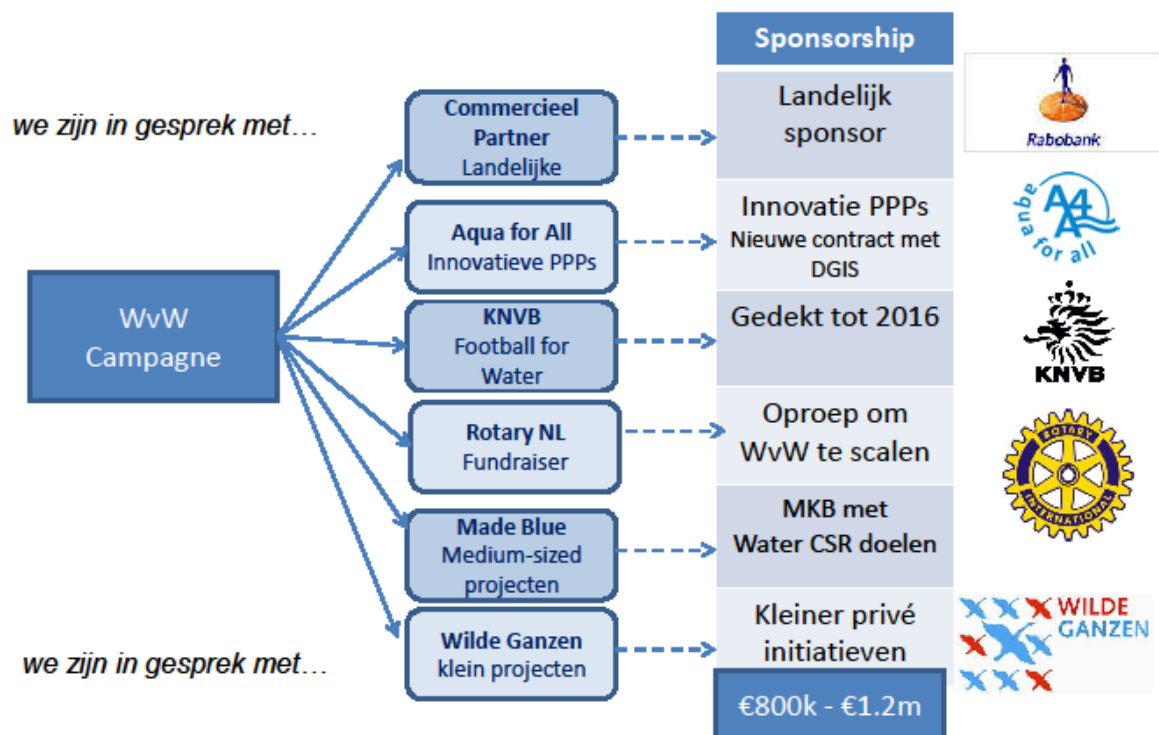 Sponsorship
we zijn in gesprek met...
Commercieel
Partner
Landelijke
Landelijk
sponsor
Rabobank
Aqua for All
Innovatieve PPPs
Innovatie PPPs
Nieuwe contract met
DGIS
A4A
aqua for all
WvW
Campagne
KNVB
Football for
Water
Gedekt tot 2016
KNVB
Rotary NL
Fundraiser
Oproep om
WvW te scalen
ROTARY
INTERNATIONAL
Made Blue
Medium-sized
projecten
MKB met
Water CSR doelen
we zijn in gesprek met...
Wilde Ganzen
klein projecten
Kleiner privé
initiatieven
WILDE
GANZEN
€800k - €1.2m